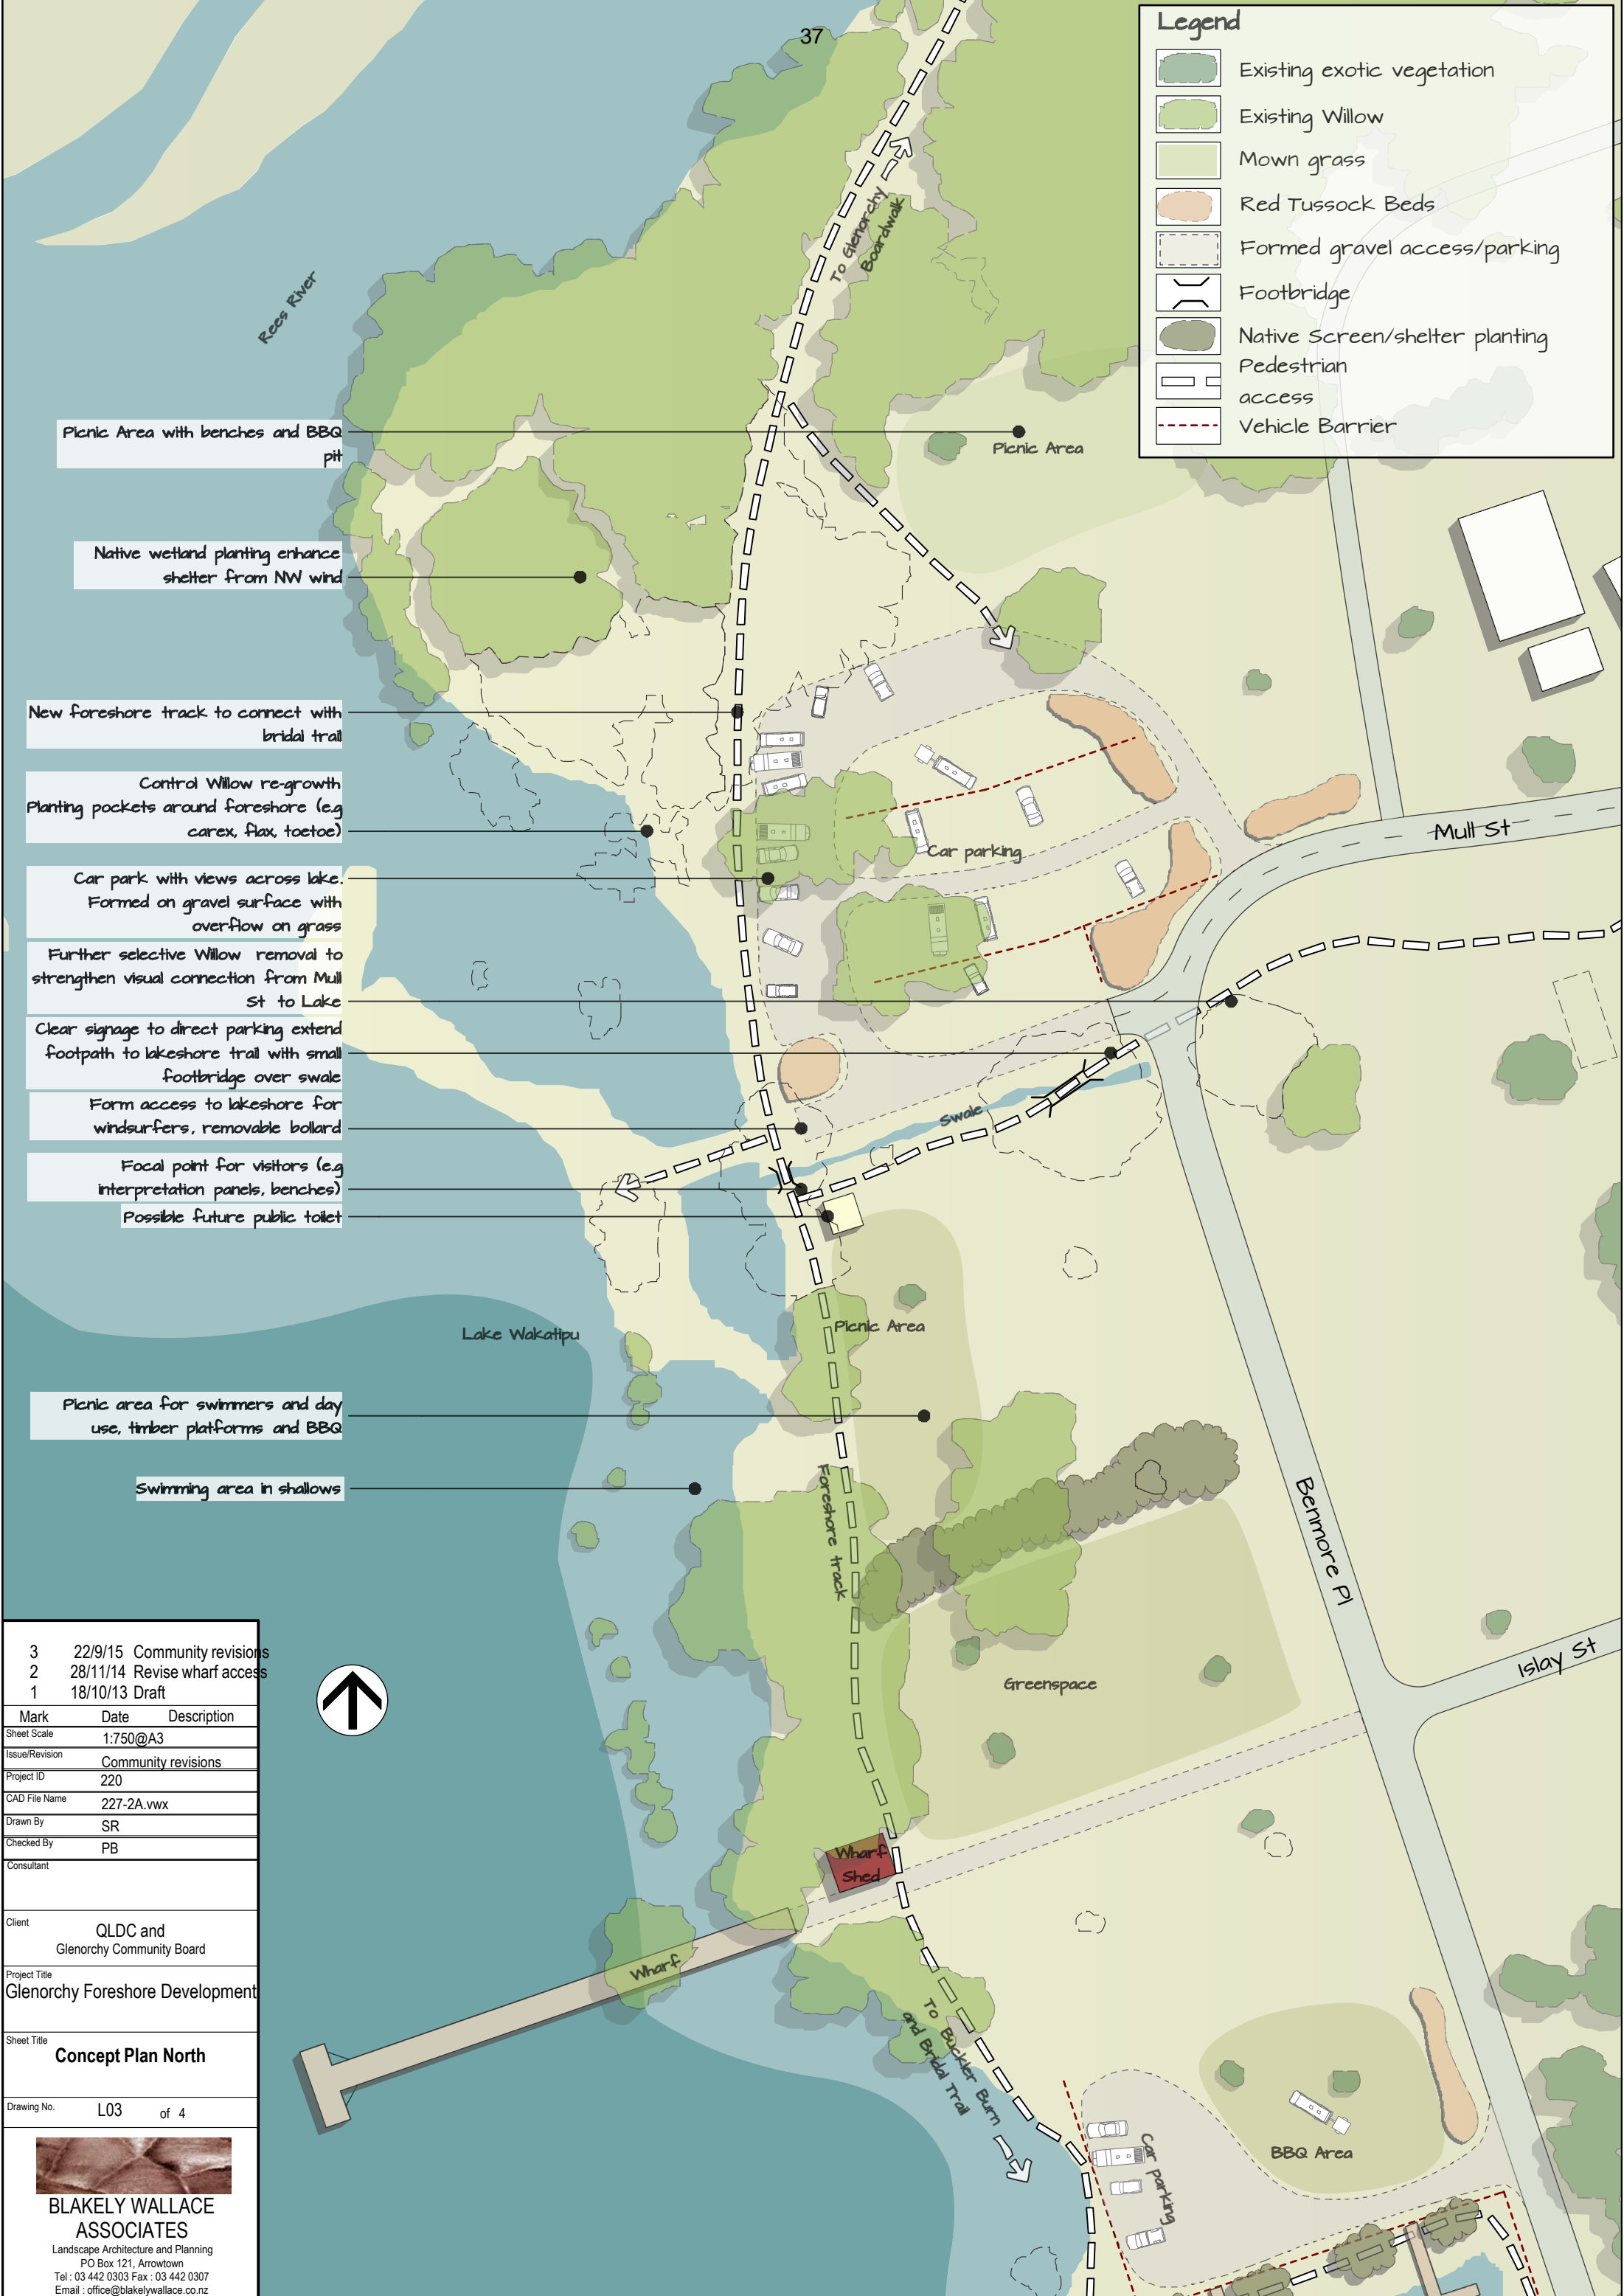 37
Legend
Existing exotic vegetation
Existing Willow
Mown grass
Red Tussock Beds
Formed gravel access/parking
Footbridge
Native Screen/shelter planting
Pedestrian
access
Vehicle Barrier
To Glenorchy
Boardwalk
Rees River
Picnic Area with benches and BBQ
pit
Picnic Area
Native wetland planting enhance
shelter from NW wind
New foreshore track to connect with
bridal trail
Control Willow re-growth
Planting pockets around foreshore (e.g
carex, flax, toetoe)
Car parking
Mull St
Car park with views across lake.
Formed on gravel surface with
overflow on grass
Further selective Willow removal to
strengthen visual connection from Mull
St to Lake
Clear signage to direct parking extend
footpath to lakeshore trail with small
footbridge over swale
Form access to lakeshore for
windsurfers, removable bollard
Swale
Focal point for visitors (e.g
interpretation panels, benches)
Possible future public toilet
Lake Wakatipu
Picnic Area
Picnic area for swimmers and day
use, timber platforms and BBQ
Swimming area in shallows
Foreshore track
Benmore Pl
Islay St
Greenspace
Wharf
Shed
Wharf
To Buckler Burn
and Bridal Trail
Car parking
BBQ Area
3 22/9/15 Community revisions
2 28/11/14 Revise wharf access
1 18/10/13 Draft
Mark Date Description
Sheet Scale 1:750@A3
Issue/Revision Community revisions
Project ID 220
CAD File Name 227-2A.vwx
Drawn By SR
Checked By PB
Consultant
Client
QLDC and
Glenorchy Community Board
Project Title
Glenorchy Foreshore Development
Sheet Title
Concept Plan North
Drawing No. L03 of 4
BLAKELY WALLACE
ASSOCIATES
Landscape Architecture and Planning
PO Box 121, Arrowtown
Tel : 03 442 0303 Fax : 03 442 0307
Email : office@blakelywallace.co.nz